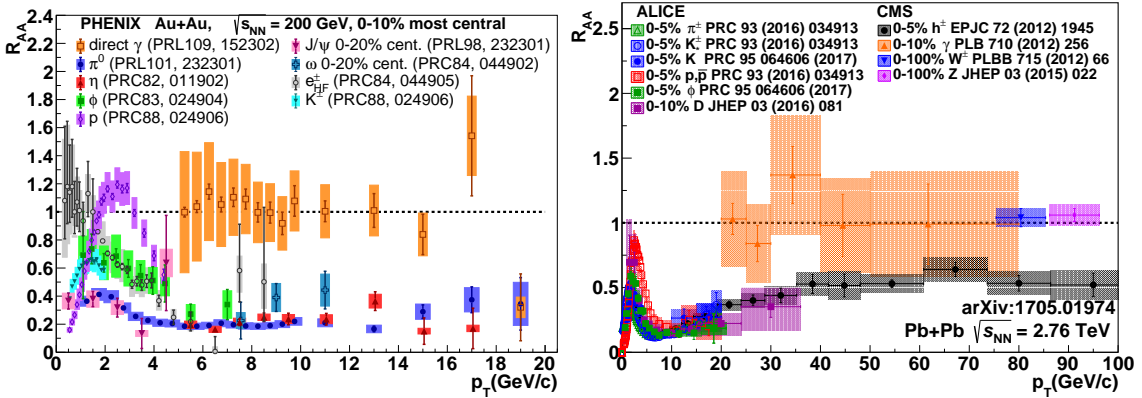 PHENIX Au+Au, √sNN = 200 GeV, 0-10% most central
direct γ (PRL109, 152302)
π0 (PRL101, 232301)
η (PRC82, 011902)
ϕ (PRC83, 024904)
p (PRC88, 024906)
J/ψ 0-20% cent. (PRL98, 232301)
ω 0-20% cent. (PRC84, 044902)
e±HF (PRC84, 044905)
K± (PRC88, 024906)
RAA
2.4
2.2
2
1.8
1.6
1.4
1.2
1
0.8
0.6
0.4
0.2
0
0 2 4 6 8 10 12 14 16 18 20
pT(GeV/c)
ALICE
0-5% π± PRC 93 (2016) 034913
0-5% K± PRC 93 (2016) 034913
0-5% K PRC 95 064606 (2017)
0-5% p,p̅ PRC 93 (2016) 034913
0-5% ϕ PRC 95 064606 (2017)
0-10% D JHEP 03 (2016) 081
CMS
0-5% h± EPJC 72 (2012) 1945
0-10% γ PLB 710 (2012) 256
0-100% W± PLBB 715 (2012) 66
0-100% Z JHEP 03 (2015) 022
RAA
2.5
2
1.5
1
0.5
0
0 10 20 30 40 50 60 70 80 90 100
arXiv:1705.01974
Pb+Pb √sNN = 2.76 TeV
pT(GeV/c)